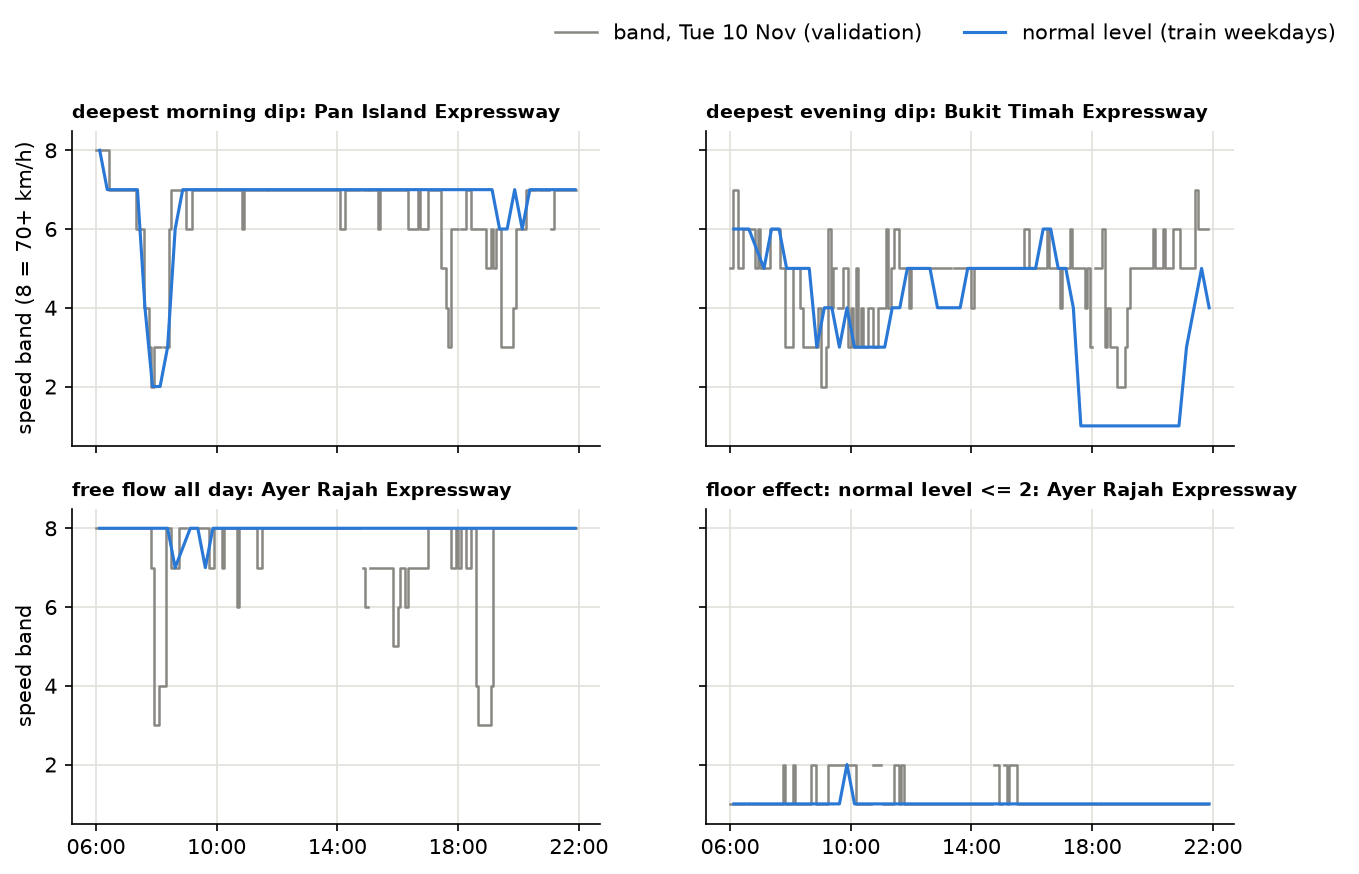 band, Tue 10 Nov (validation) normal level (train weekdays)
deepest morning dip: Pan Island Expressway
deepest evening dip: Bukit Timah Expressway
speed band (8 = 70+ km/h)
8
6
4
2
free flow all day: Ayer Rajah Expressway
floor effect: normal level <= 2: Ayer Rajah Expressway
speed band
8
6
4
2
06:00 10:00 14:00 18:00 22:00
06:00 10:00 14:00 18:00 22:00